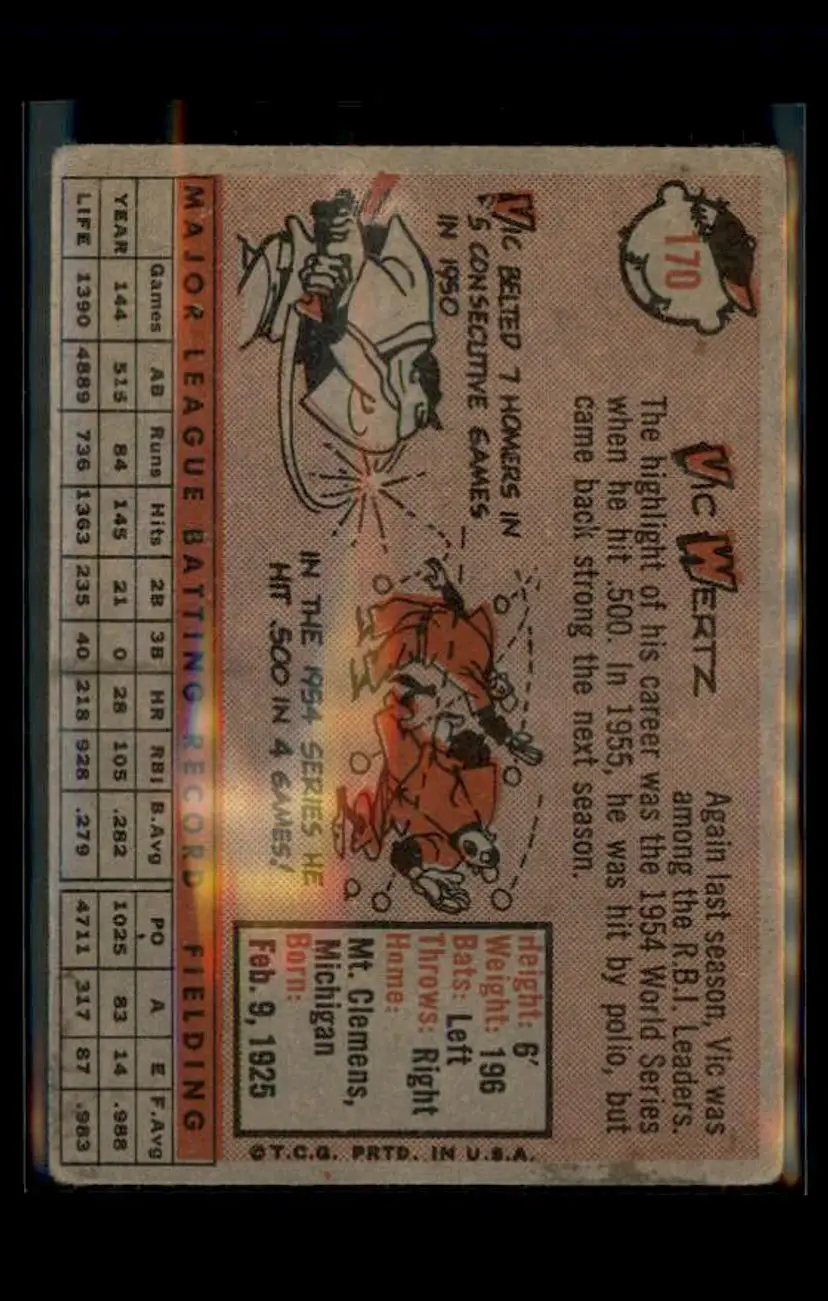 170
VIC WERTZ
Again last season, Vic was
among the R.B.I. Leaders.
The highlight of his career was the 1954 World Series
when he hit .500. In 1955, he was hit by polio, but
came back strong the next season.
VIC BELTED 7 HOMERS IN
5 CONSECUTIVE GAMES
IN 1950
IN THE 1954 SERIES HE
HIT .500 IN 4 GAMES!
Height: 6'
Weight: 196
Bats: Left
Throws: Right
Home:
Mt. Clemens,
Michigan
Born:
Feb. 9, 1925
©T.C.G. PRTD. IN U.S.A.
MAJOR LEAGUE BATTING RECORD FIELDING
Games AB Runs Hits 2B 3B HR RBI B.Avg PO A E F.Avg
YEAR 144 515 84 145 21 0 28 105 .282 1025 83 14 .988
LIFE 1390 4889 736 1363 235 40 218 928 .279 4711 317 87 .983